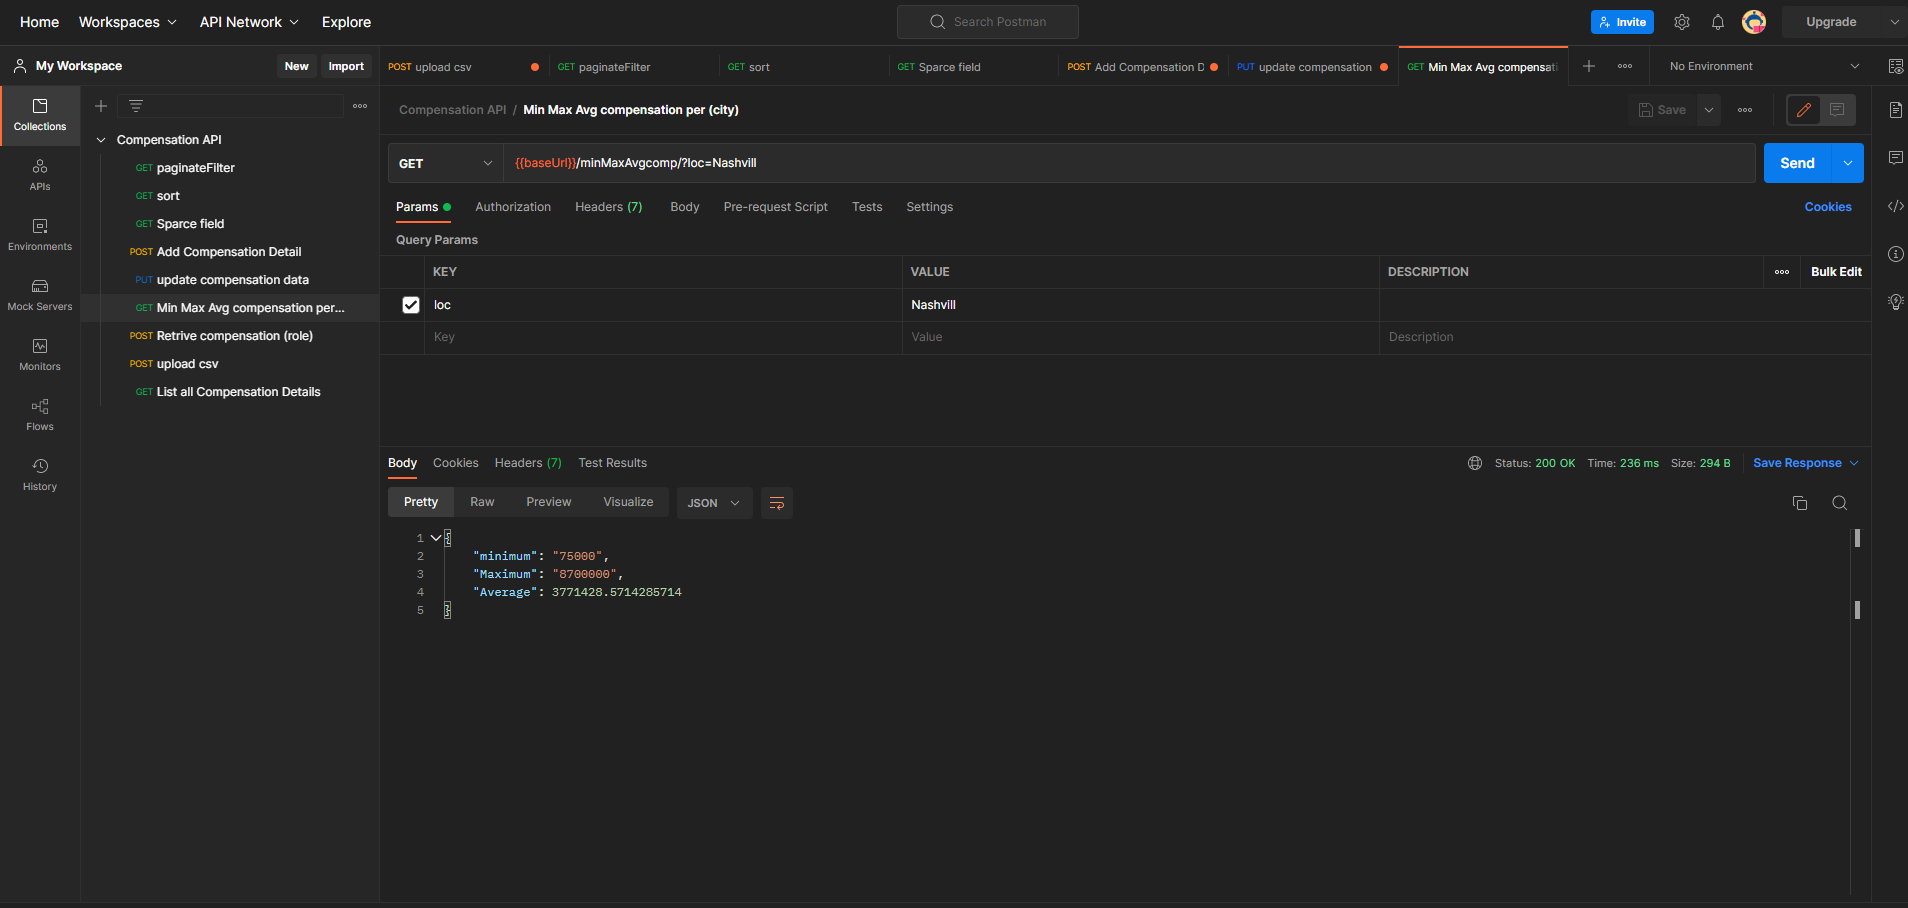 Home Workspaces API Network Explore Search Postman Invite Upgrade
My Workspace New Import
POST upload csv GET paginateFilter GET sort GET Sparce field POST Add Compensation D PUT update compensation GET Min Max Avg compensati No Environment
Collections
APIs
Environments
Mock Servers
Monitors
Flows
History
Compensation API
GET paginateFilter
GET sort
GET Sparce field
POST Add Compensation Detail
PUT update compensation data
GET Min Max Avg compensation per...
POST Retrive compensation (role)
POST upload csv
GET List all Compensation Details
Compensation API / Min Max Avg compensation per (city) Save
GET {{baseUrl}}/minMaxAvgcomp/?loc=Nashvill Send
Params Authorization Headers (7) Body Pre-request Script Tests Settings Cookies
Query Params
KEY VALUE DESCRIPTION Bulk Edit
loc Nashvill
Key Value Description
Body Cookies Headers (7) Test Results Status: 200 OK Time: 236 ms Size: 294 B Save Response
Pretty Raw Preview Visualize JSON
1 {
2 "minimum": "75000",
3 "Maximum": "8700000",
4 "Average": 3771428.5714285714
5 }